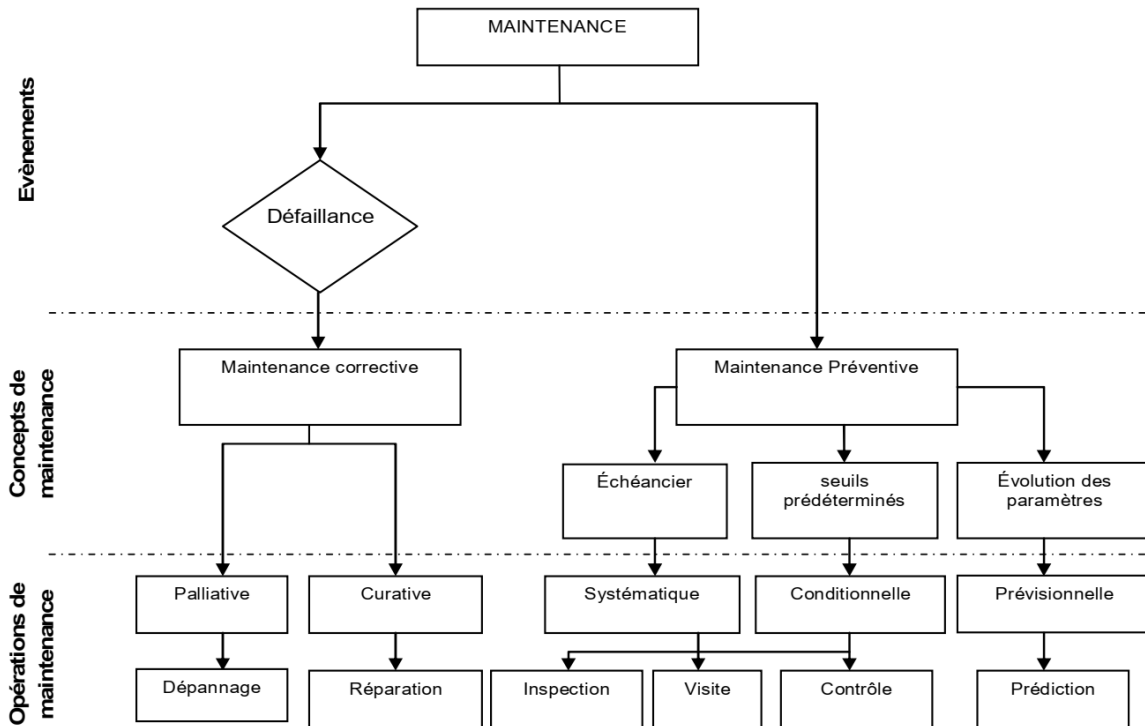 MAINTENANCE
Evènements
Défaillance
Concepts de
maintenance
Maintenance corrective
Maintenance Préventive
Échéancier
seuils
prédéterminés
Évolution des
paramètres
Opérations de
maintenance
Palliative
Curative
Systématique
Conditionnelle
Prévisionnelle
Dépannage
Réparation
Inspection
Visite
Contrôle
Prédiction